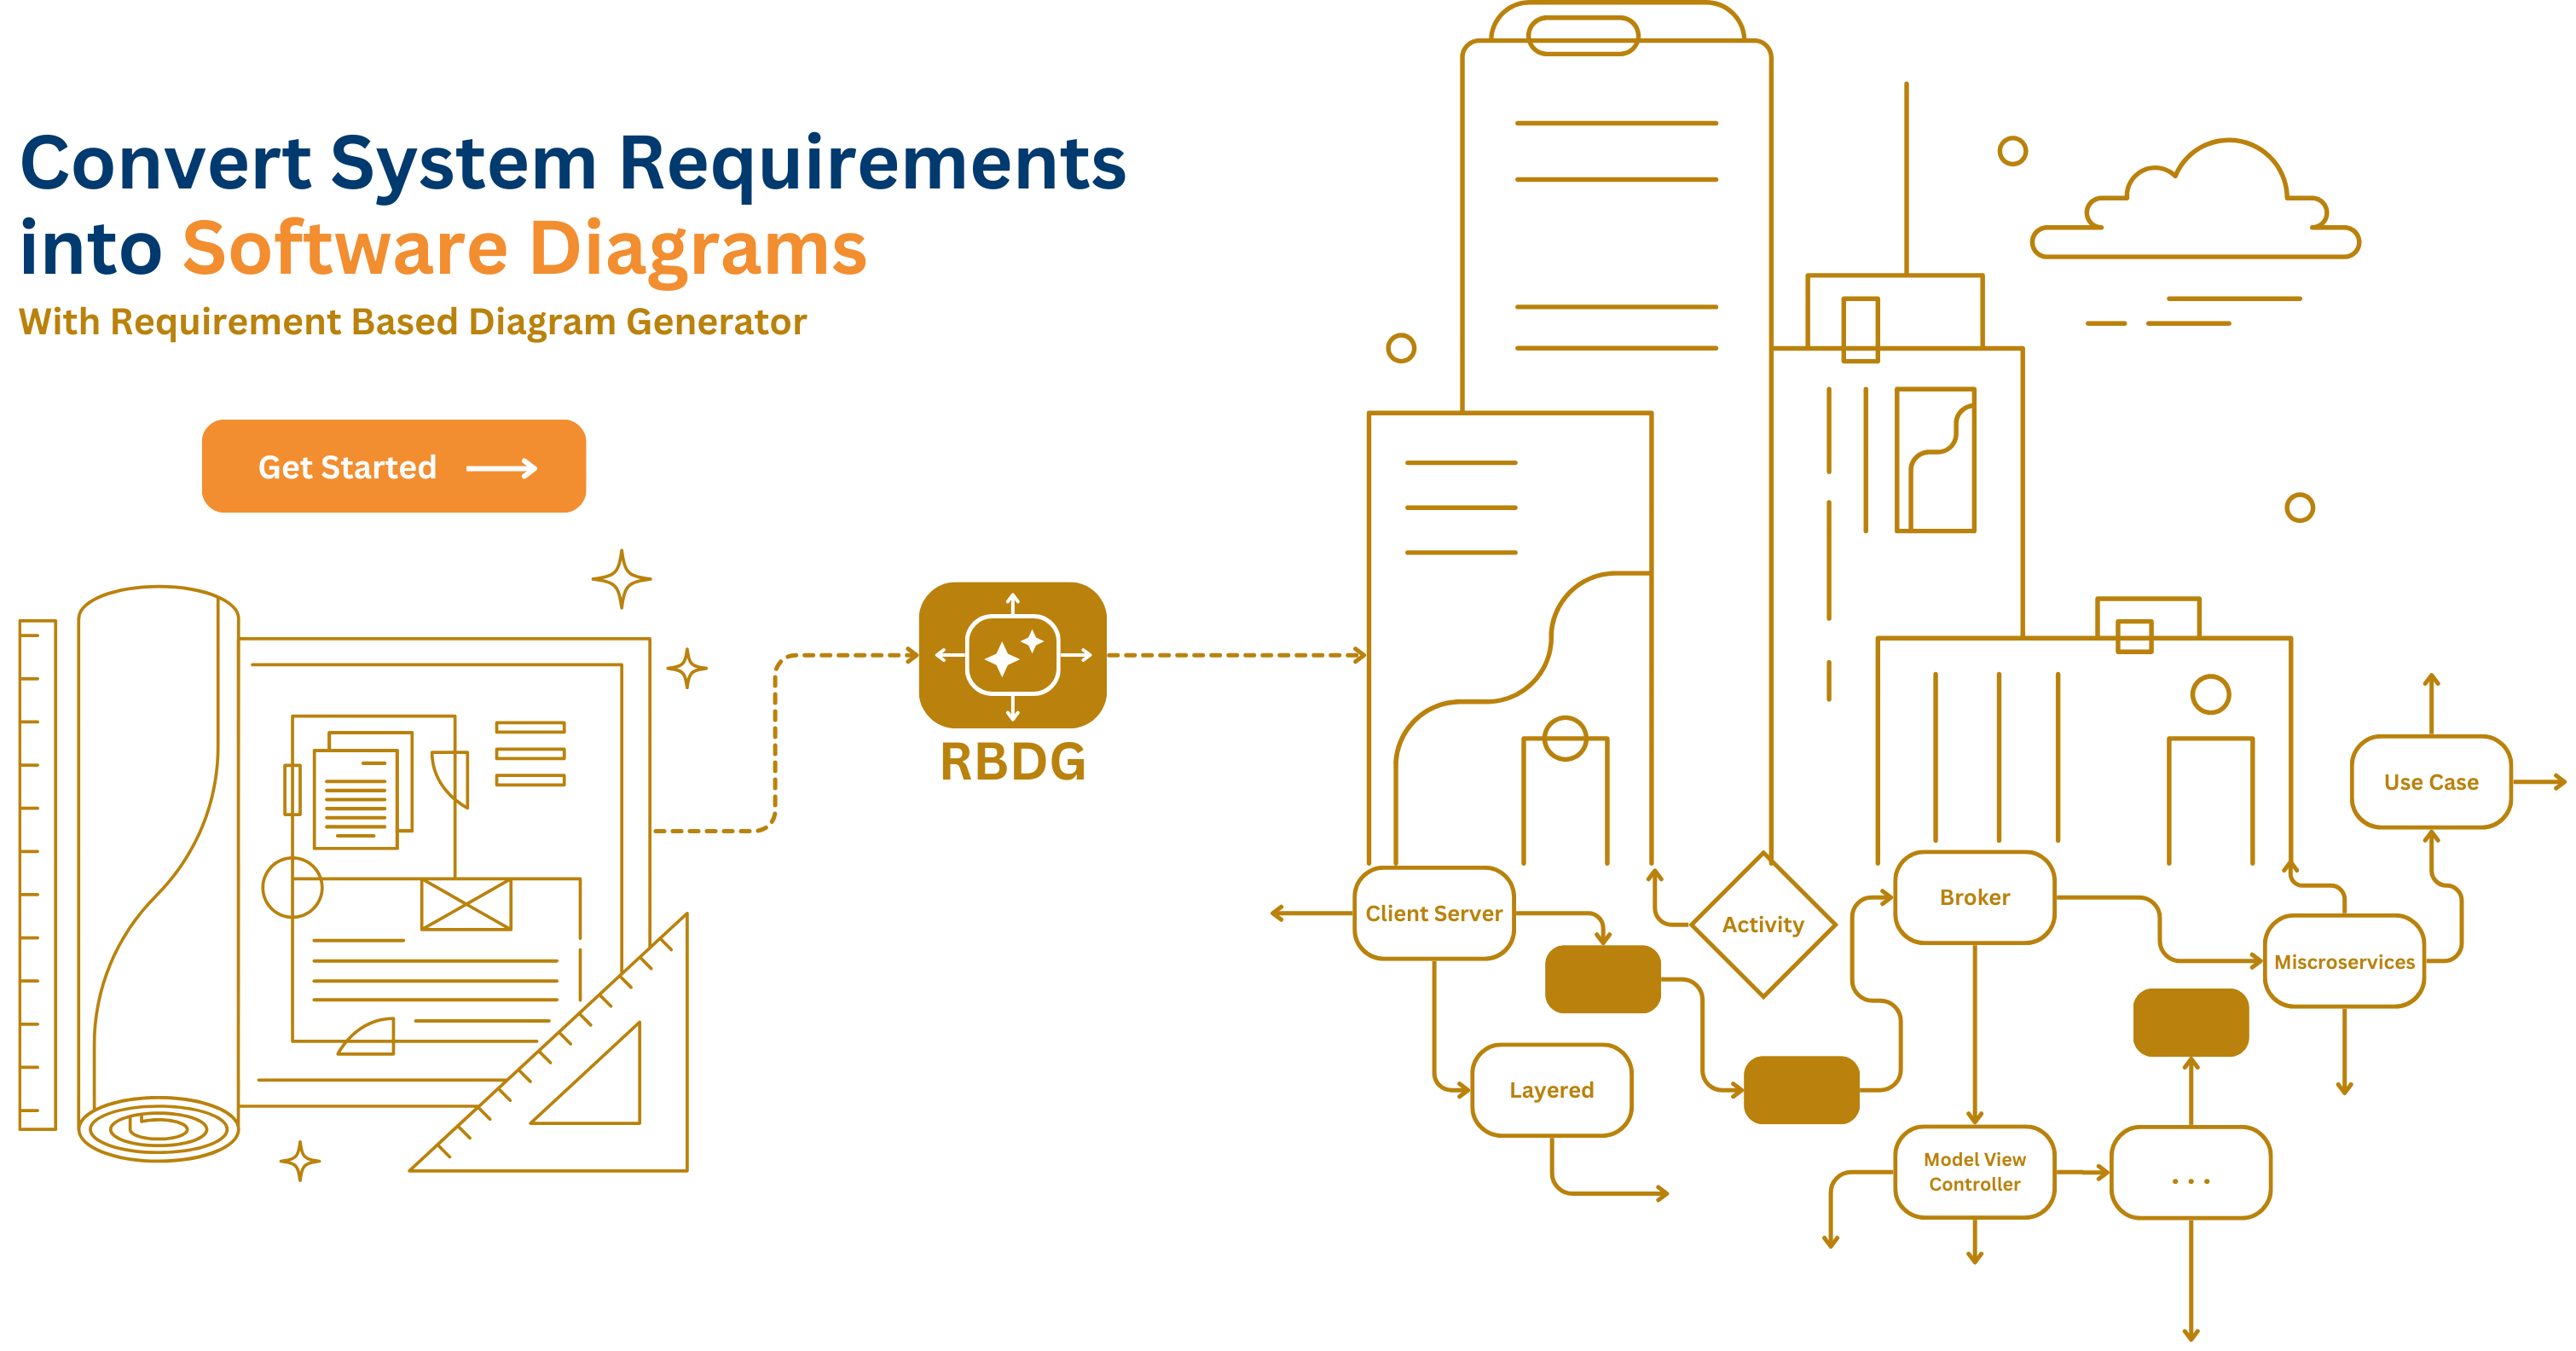 Convert System Requirements
into Software Diagrams
With Requirement Based Diagram Generator
Get Started
RBDG
Use Case
Client Server
Activity
Broker
Miscroservices
Layered
Model View
Controller
...